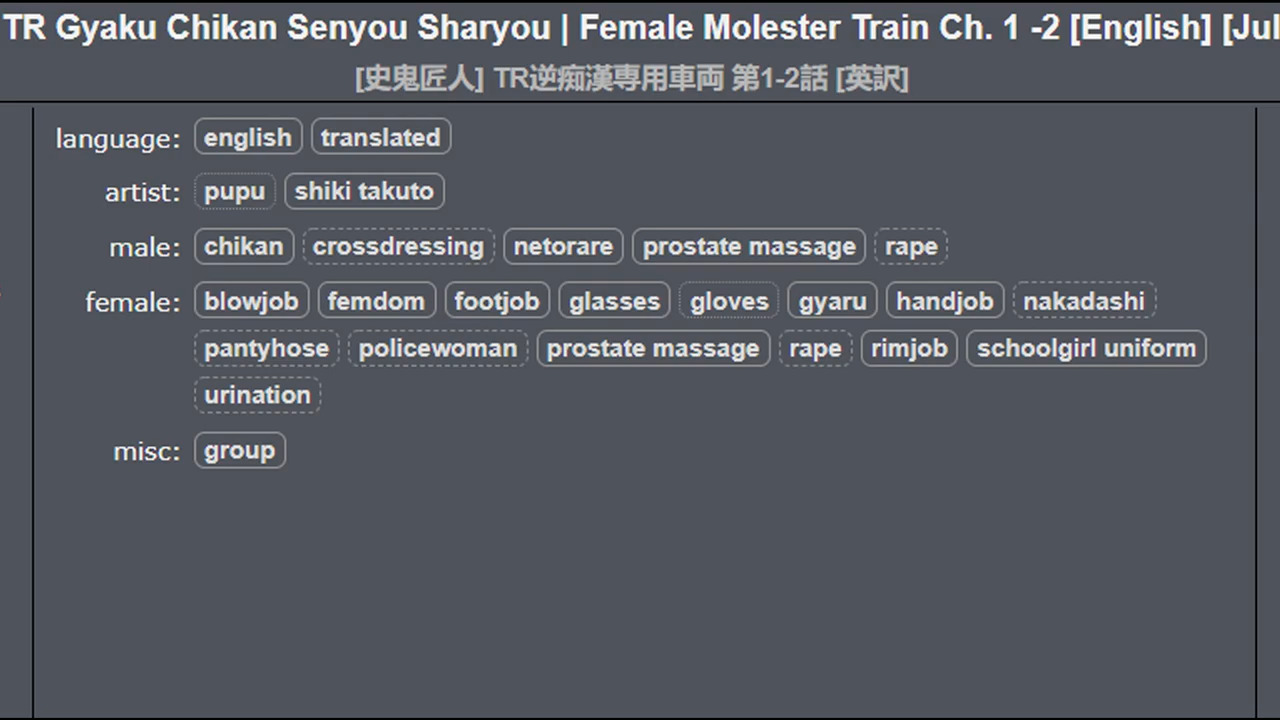 TR Gyaku Chikan Senyou Sharyou | Female Molester Train Ch. 1 -2 [English] [Jul
[史鬼匠人] TR逆痴漢専用車両 第1-2話 [英訳]
language: english translated
artist: pupu shiki takuto
male: chikan crossdressing netorare prostate massage rape
female: blowjob femdom footjob glasses gloves gyaru handjob nakadashi
pantyhose policewoman prostate massage rape rimjob schoolgirl uniform
urination
misc: group